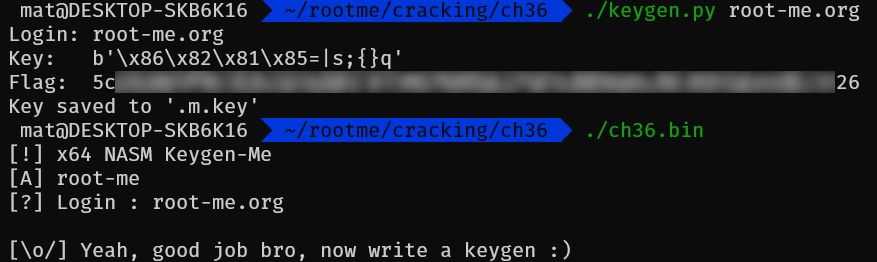 mat@DESKTOP-SKB6K16 ~/rootme/cracking/ch36 ./keygen.py root-me.org
Login: root-me.org
Key: b'\x86\x82\x81\x85=|s;{}q'
Flag: 5c 26
Key saved to '.m.key'
mat@DESKTOP-SKB6K16 ~/rootme/cracking/ch36 ./ch36.bin
[!] x64 NASM Keygen-Me
[A] root-me
[?] Login : root-me.org
[\o/] Yeah, good job bro, now write a keygen :)